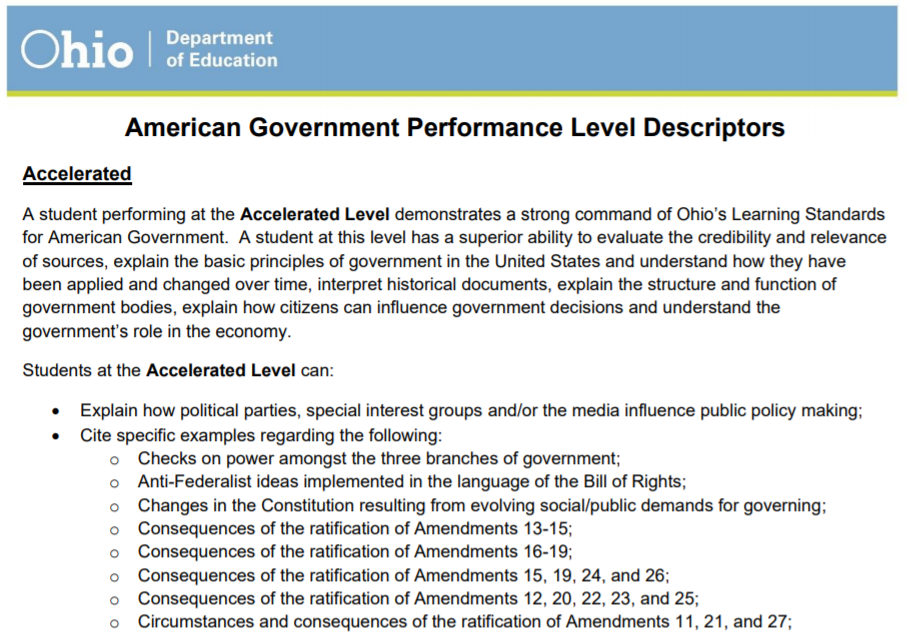 Ohio | Department
of Education
American Government Performance Level Descriptors
Accelerated
A student performing at the Accelerated Level demonstrates a strong command of Ohio's Learning Standards
for American Government. A student at this level has a superior ability to evaluate the credibility and relevance
of sources, explain the basic principles of government in the United States and understand how they have
been applied and changed over time, interpret historical documents, explain the structure and function of
government bodies, explain how citizens can influence government decisions and understand the
government's role in the economy.
Students at the Accelerated Level can:
• Explain how political parties, special interest groups and/or the media influence public policy making;
• Cite specific examples regarding the following:
o Checks on power amongst the three branches of government;
o Anti-Federalist ideas implemented in the language of the Bill of Rights;
o Changes in the Constitution resulting from evolving social/public demands for governing;
o Consequences of the ratification of Amendments 13-15;
o Consequences of the ratification of Amendments 16-19;
o Consequences of the ratification of Amendments 15, 19, 24, and 26;
o Consequences of the ratification of Amendments 12, 20, 22, 23, and 25;
o Circumstances and consequences of the ratification of Amendments 11, 21, and 27;